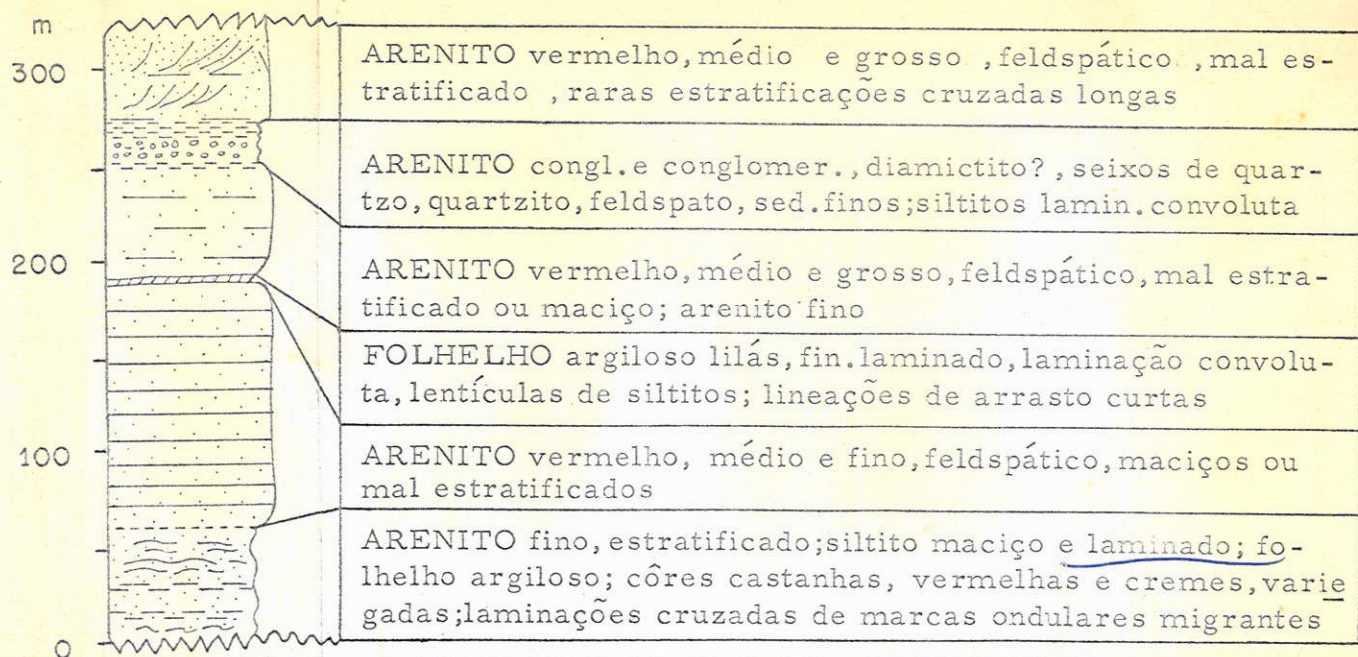 m
300
ARENITO vermelho,médio e grosso ,feldspático ,mal es-
tratificado , raras estratificações cruzadas longas
ARENITO congl.e conglomer.,diamictito? , seixos de quar-
tzo,quartzito,feldspato, sed.finos;siltitos lamin.convoluta
200
ARENITO vermelho,médio e grosso,feldspático,mal estra-
tificado ou maciço; arenito fino
FOLHELHO argiloso lilás,fin.laminado,laminação convolu-
ta,lentículas de siltitos; lineações de arrasto curtas
100
ARENITO vermelho, médio e fino,feldspático,maciços ou
mal estratificados
ARENITO fino,estratificado;siltito maciço e laminado; fo-
lhelho argiloso; côres castanhas, vermelhas e cremes,varie
gadas;laminações cruzadas de marcas ondulares migrantes
0